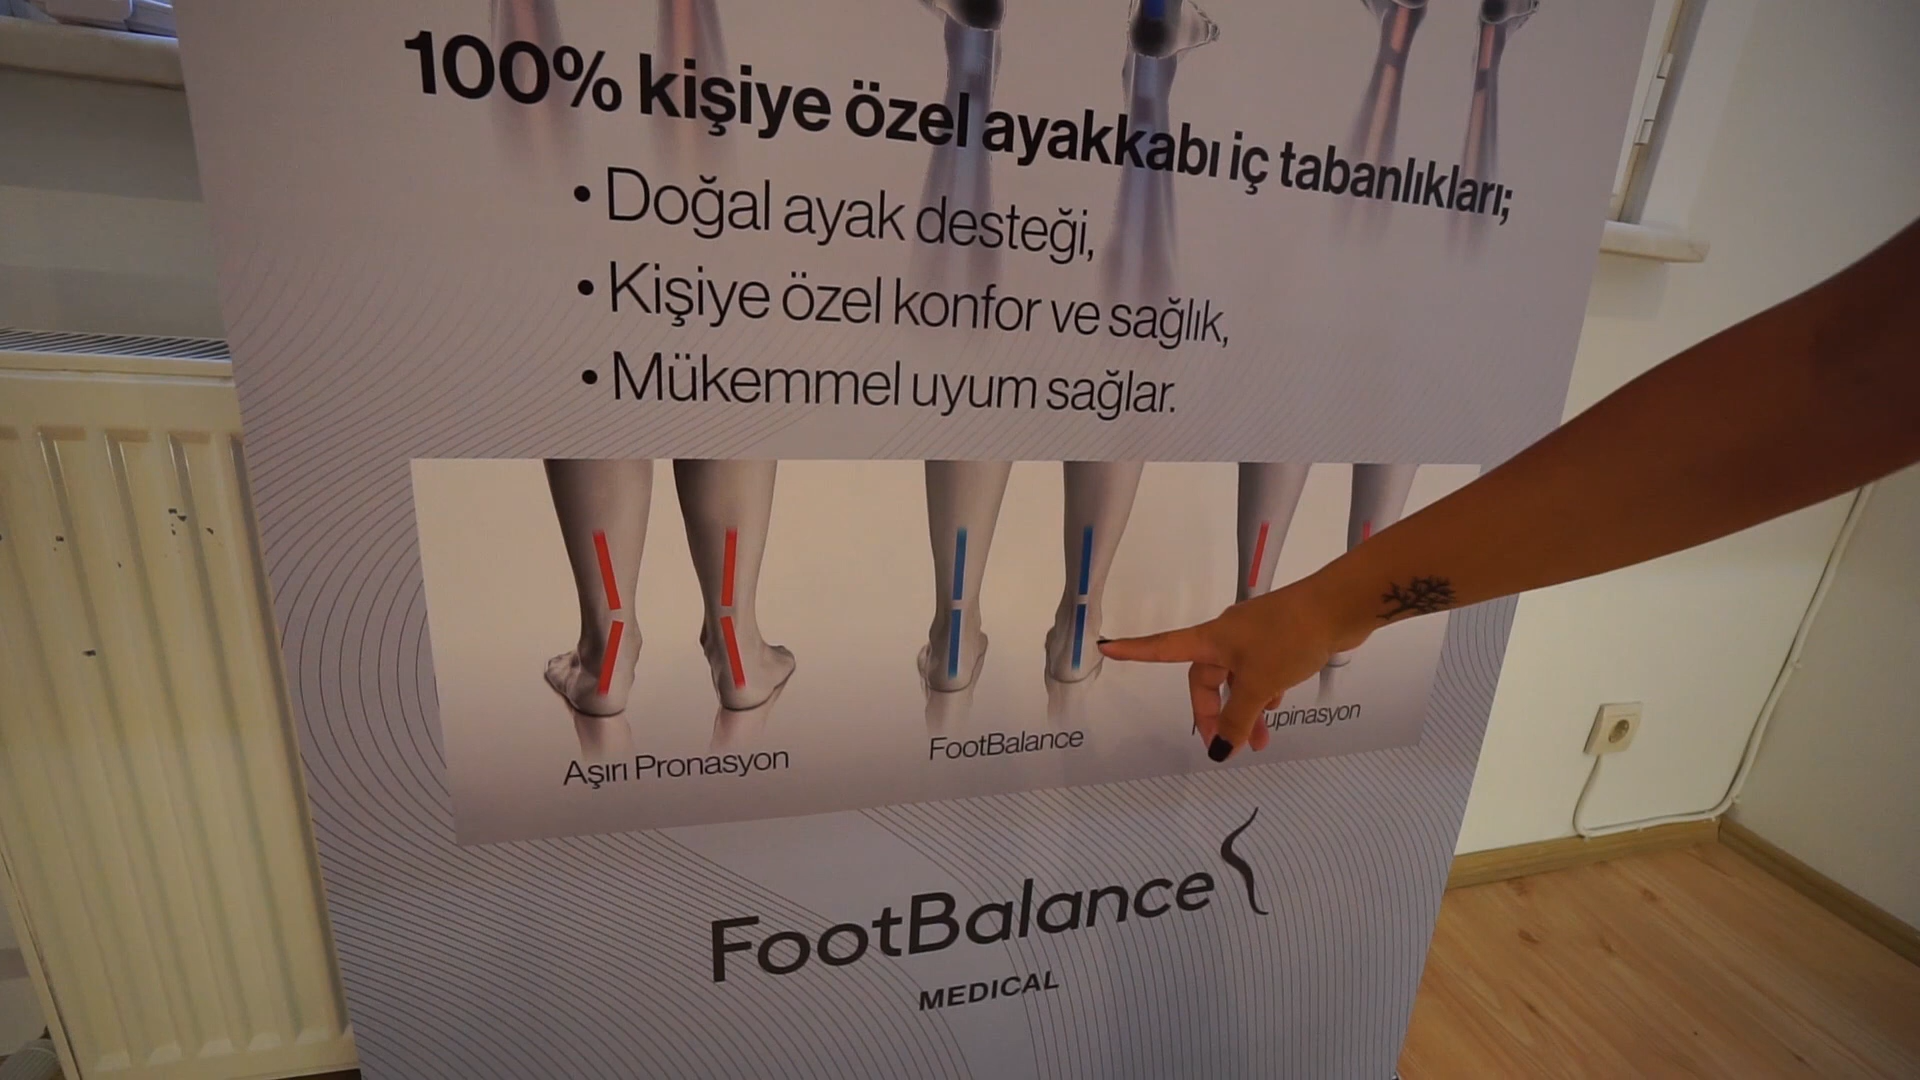 100% kişiye özel ayakkabı iç tabanlıkları;
• Doğal ayak desteği,
• Kişiye özel konfor ve sağlık,
• Mükemmel uyum sağlar.
Aşırı Pronasyon
FootBalance
FootBalance
MEDICAL